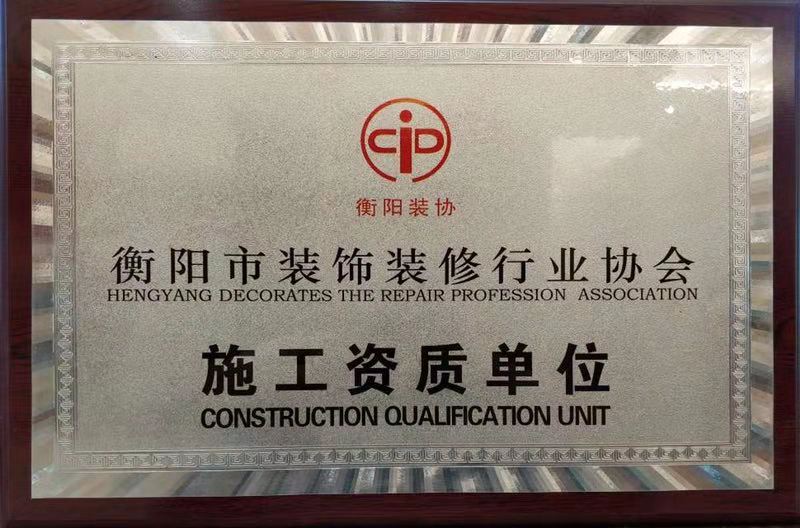 CID
衡阳装协
衡阳市装饰装修行业协会
HENGYANG DECORATES THE REPAIR PROFESSION ASSOCIATION
施工资质单位
CONSTRUCTION QUALIFICATION UNIT